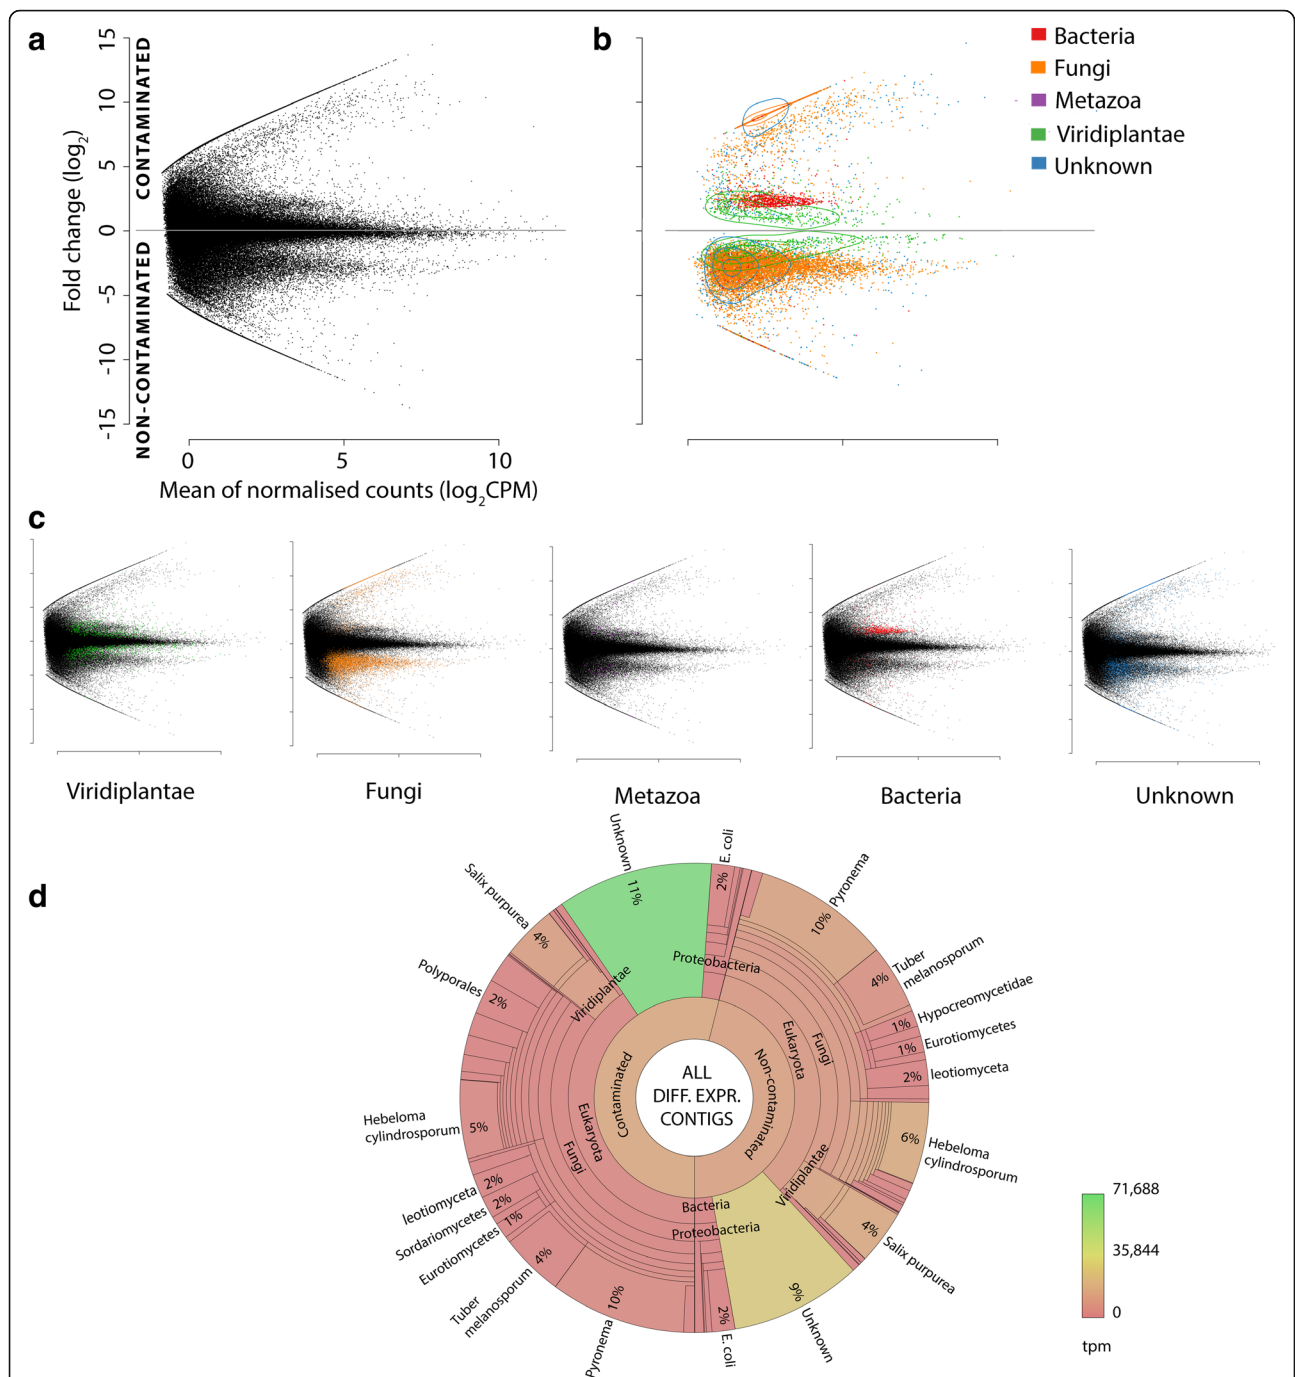 a
15
10
5
0
-5
-10
-15
Fold change (log2)
CONTAMINATED
NON-CONTAMINATED
0
5
10
Mean of normalised counts (log2CPM)
b
Bacteria
Fungi
Metazoa
Viridiplantae
Unknown
c
Viridiplantae
Fungi
Metazoa
Bacteria
Unknown
d
Unknown
11%
E. coli
2%
Proteobacteria
Pyronema
10%
Tuber
melanosporum
4%
Hypocreomycetidae
1%
Eurotiomycetes
1%
leotiomyceta
2%
Hebeloma
cylindrosporum
6%
Salix purpurea
4%
Viridiplantae
Fungi
Eukaryota
Non-contaminated
Unknown
9%
E. coli
2%
Bacteria
Proteobacteria
Pyronema
10%
Tuber
melanosporum
4%
Eurotiomycetes
1%
Sordariomycetes
2%
leotiomyceta
2%
Hebeloma
cylindrosporum
5%
Polyporales
2%
Salix purpurea
4%
Viridiplantae
Fungi
Eukaryota
Contaminated
ALL
DIFF. EXPR.
CONTIGS
71,688
35,844
0
tpm